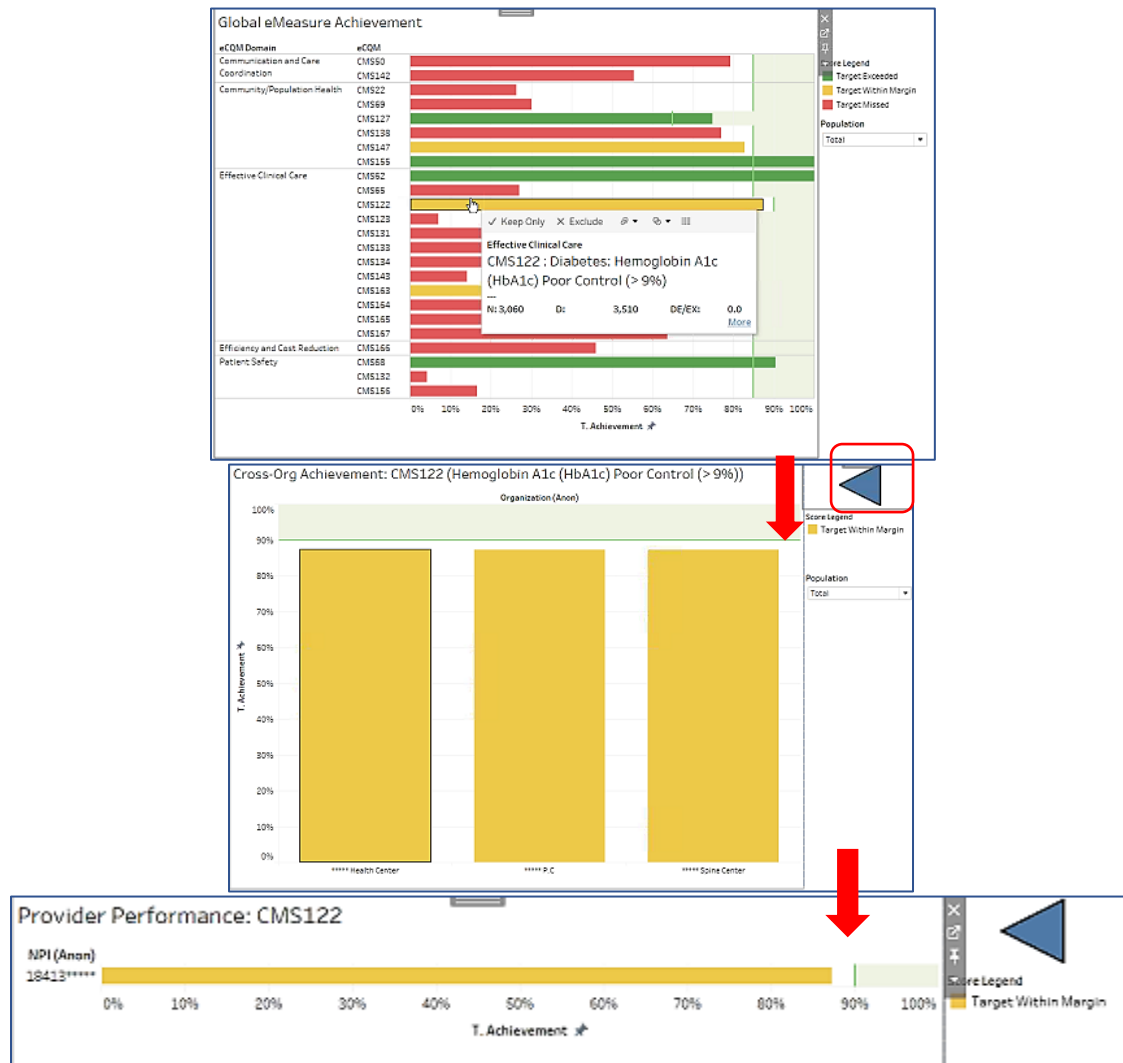 Global eMeasure Achievement
eCQM Domain eCQM
Communication and Care Coordination CMS50
CMS142
Community/Population Health CMS22
CMS69
CMS127
CMS138
CMS147
CMS155
Effective Clinical Care CMS62
CMS65
CMS122
CMS123
CMS131
CMS133
CMS134
CMS143
CMS163
CMS164
CMS165
CMS167
Efficiency and Cost Reduction CMS166
Patient Safety CMS68
CMS132
CMS156
0% 10% 20% 30% 40% 50% 60% 70% 80% 90% 100%
T. Achievement
Keep Only Exclude
Effective Clinical Care
CMS122 : Diabetes: Hemoglobin A1c
(HbA1c) Poor Control (> 9%)
---
N: 3,060 D: 3,510 DE/EX: 0.0
More
Legend
Target Exceeded
Target Within Margin
Target Missed
Population
Total
Cross-Org Achievement: CMS122 (Hemoglobin A1c (HbA1c) Poor Control (> 9%))
Organization (Anon)
100%
90%
80%
70%
60%
50%
40%
30%
20%
10%
0%
T. Achievement
***** Health Center ***** P.C ***** Spine Center
Score Legend
Target Within Margin
Population
Total
Provider Performance: CMS122
NPI (Anon)
18413*****
0% 10% 20% 30% 40% 50% 60% 70% 80% 90% 100%
T. Achievement
Legend
Target Within Margin